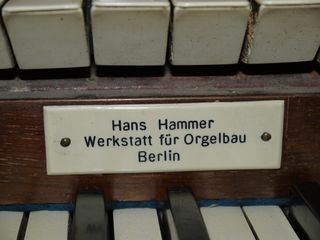 Hans Hammer
Werkstatt für Orgelbau
Berlin